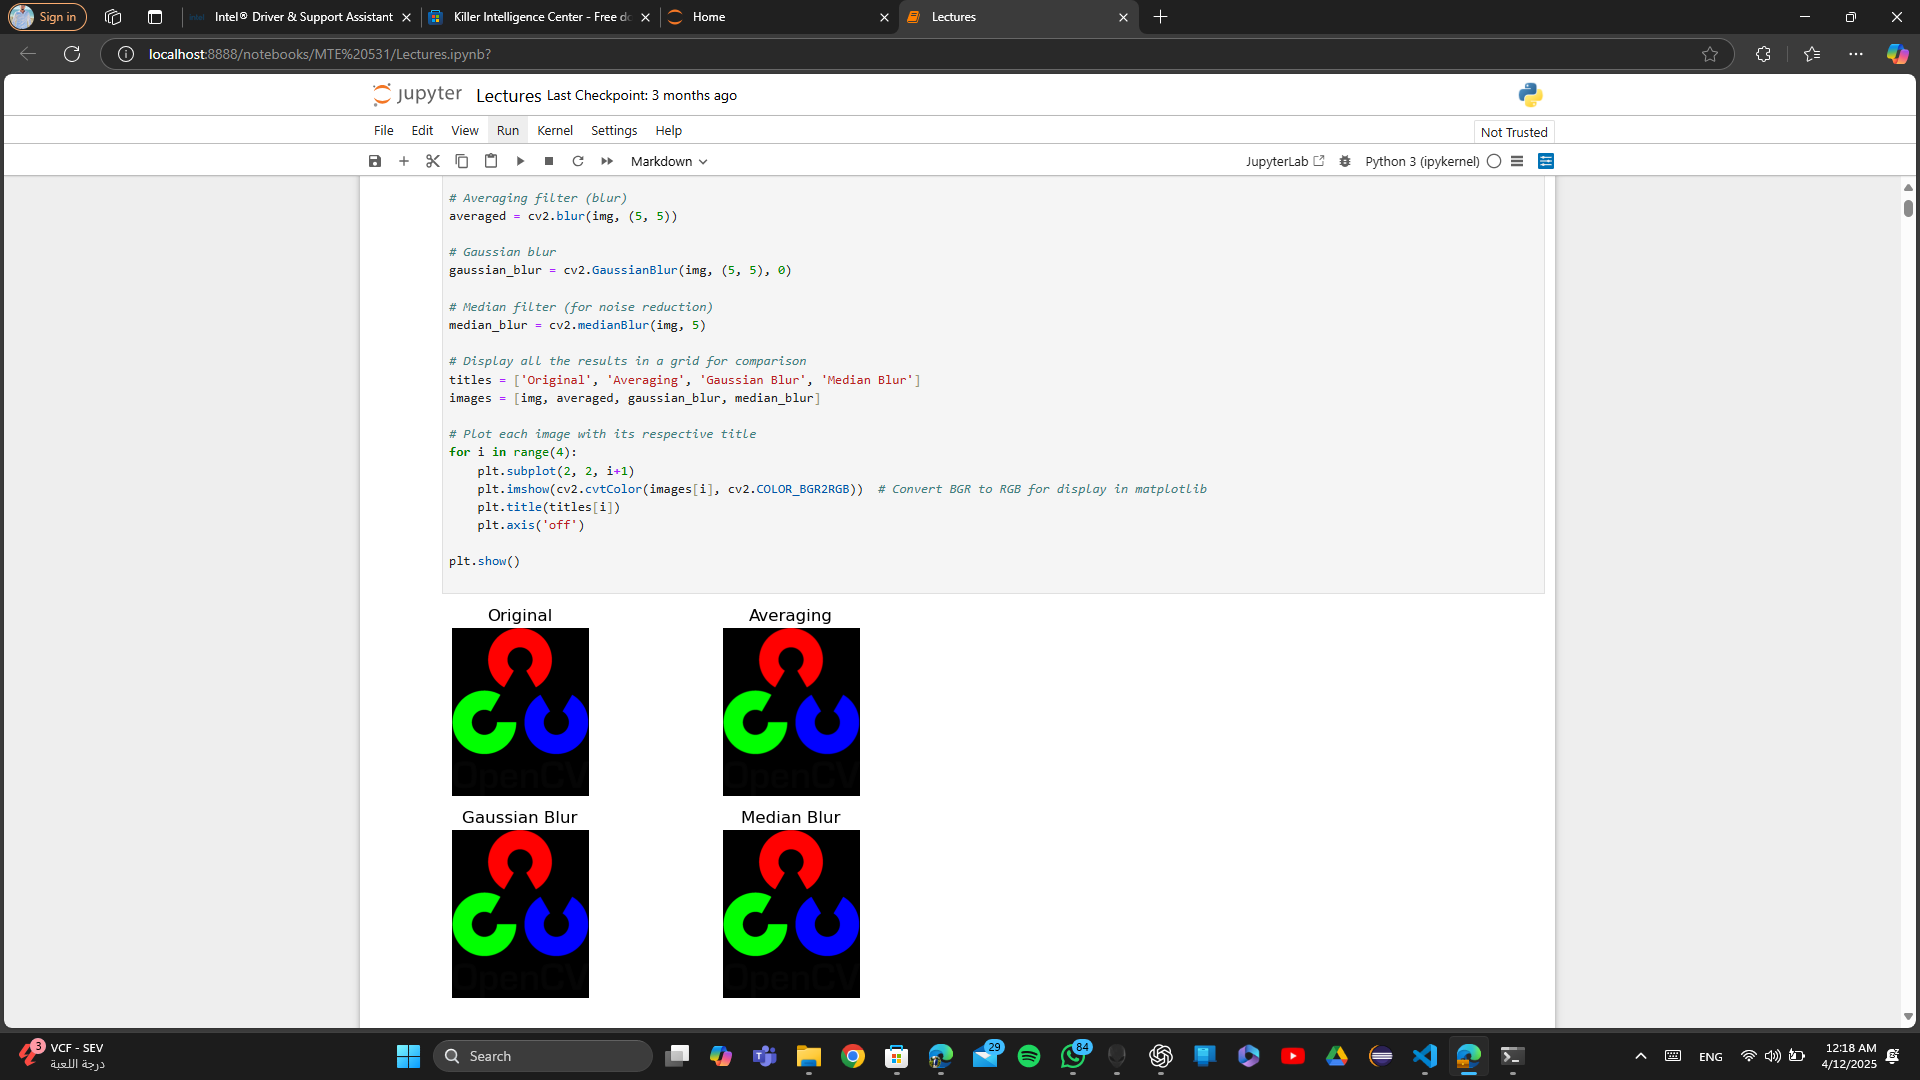 Sign in
Intel® Driver & Support Assistant
Killer Intelligence Center - Free do
Home
Lectures
localhost:8888/notebooks/MTE%20531/Lectures.ipynb?
jupyter Lectures Last Checkpoint: 3 months ago
File Edit View Run Kernel Settings Help
Not Trusted
Markdown
JupyterLab
Python 3 (ipykernel)
# Averaging filter (blur)
averaged = cv2.blur(img, (5, 5))
# Gaussian blur
gaussian_blur = cv2.GaussianBlur(img, (5, 5), 0)
# Median filter (for noise reduction)
median_blur = cv2.medianBlur(img, 5)
# Display all the results in a grid for comparison
titles = ['Original', 'Averaging', 'Gaussian Blur', 'Median Blur']
images = [img, averaged, gaussian_blur, median_blur]
# Plot each image with its respective title
for i in range(4):
    plt.subplot(2, 2, i+1)
    plt.imshow(cv2.cvtColor(images[i], cv2.COLOR_BGR2RGB))  # Convert BGR to RGB for display in matplotlib
    plt.title(titles[i])
    plt.axis('off')
plt.show()
Original Averaging
OpenCV OpenCV
Gaussian Blur Median Blur
OpenCV OpenCV
3
VCF - SEV
درجة اللعبة
Search
29
84
ENG
12:18 AM
4/12/2025